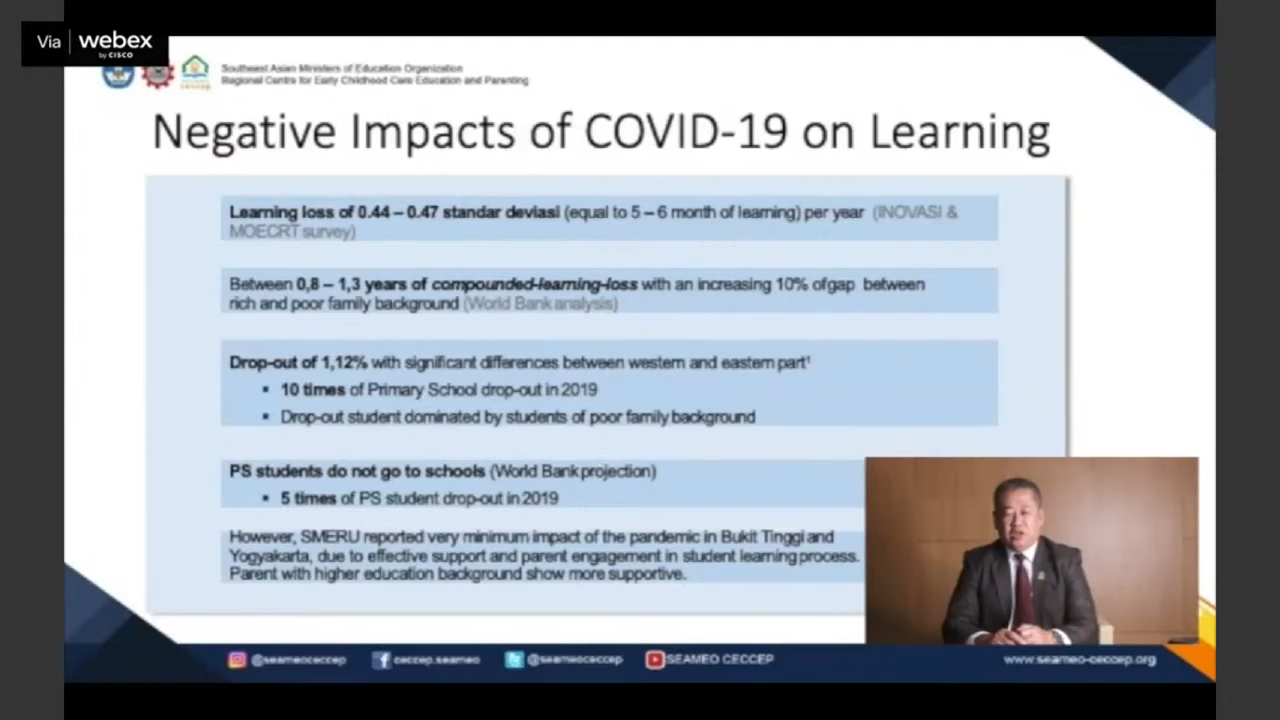 Via webex
by CISCO
Southeast Asian Ministers of Education Organization
Regional Centre for Early Childhood Care Education and Parenting
Negative Impacts of COVID-19 on Learning
Learning loss of 0.44 – 0.47 standar deviasi (equal to 5 – 6 month of learning) per year (INOVASI &
MOECRT survey)
Between 0,8 – 1,3 years of compounded-learning-loss with an increasing 10% of gap between
rich and poor family background (World Bank analysis)
Drop-out of 1,12% with significant differences between western and eastern part¹
▪ 10 times of Primary School drop-out in 2019
▪ Drop-out student dominated by students of poor family background
PS students do not go to schools (World Bank projection)
▪ 5 times of PS student drop-out in 2019
However, SMERU reported very minimum impact of the pandemic in Bukit Tinggi and
Yogyakarta, due to effective support and parent engagement in student learning process.
Parent with higher education background show more supportive.
@seameoceccep ceccep.seameo @seameoceccep SEAMEO CECCEP www.seameo-ceccep.org